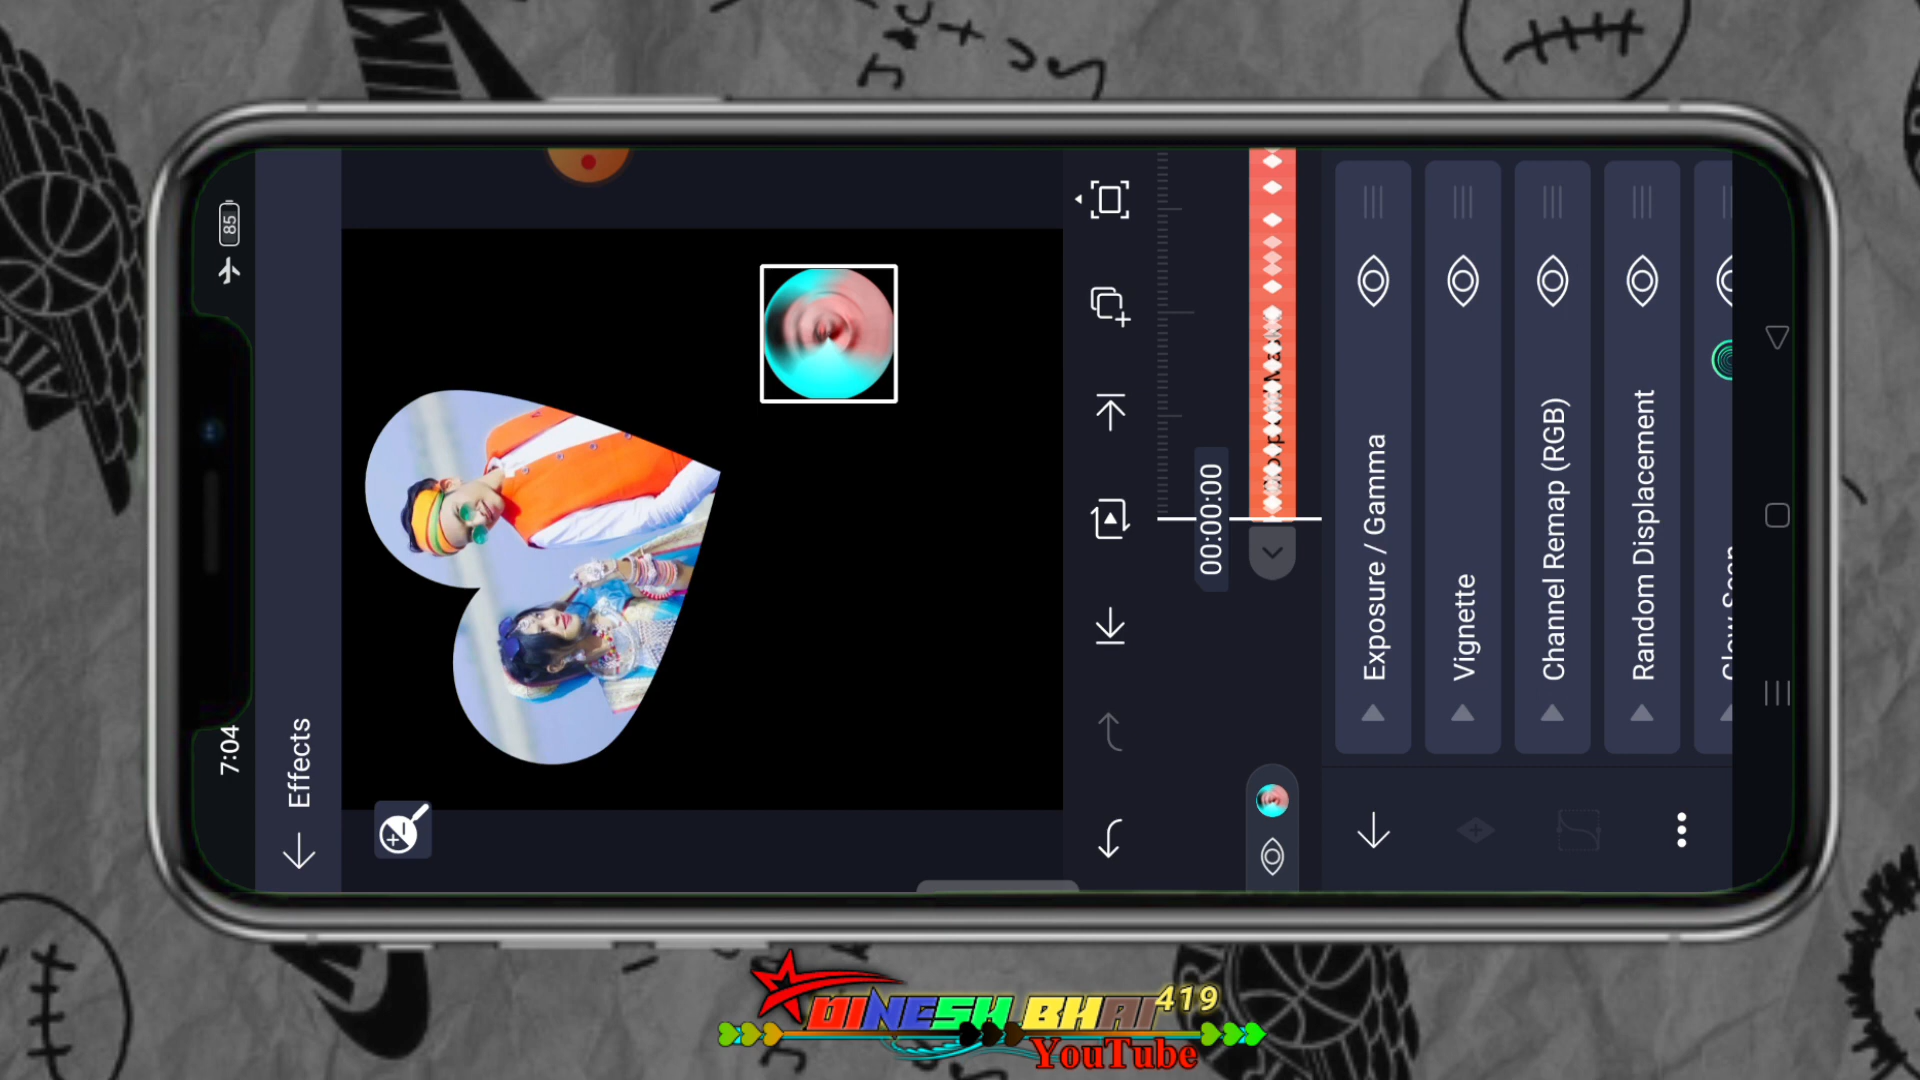 7:04
85
Effects
00:00:00
Exposure / Gamma
Vignette
Channel Remap (RGB)
Random Displacement
DINESH BHAI 419
YouTube